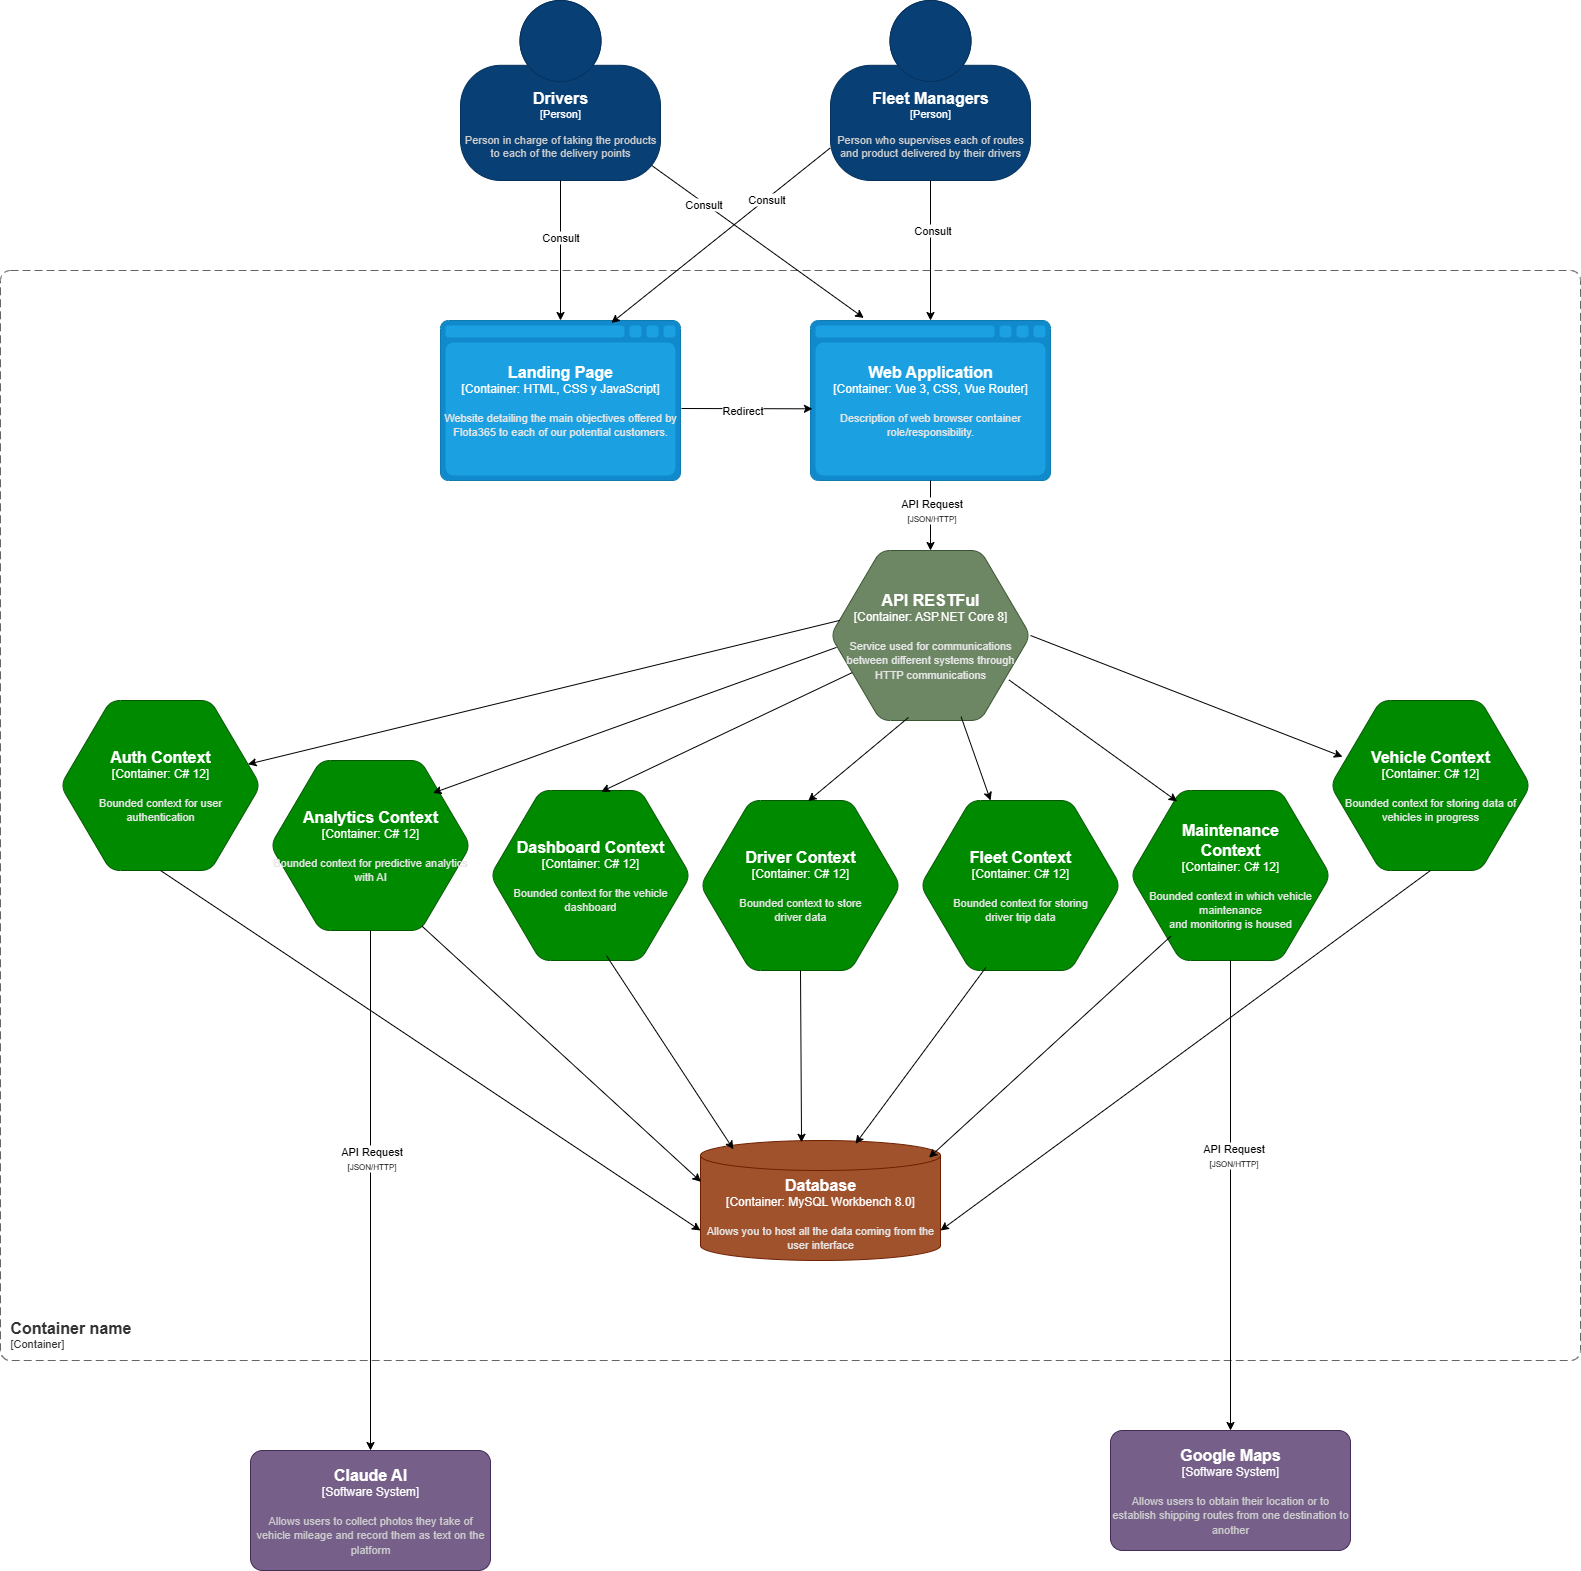 Drivers
[Person]
Person in charge of taking the products
to each of the delivery points
Fleet Managers
[Person]
Person who supervises each of routes
and product delivered by their drivers
Consult
Consult
Consult
Consult
Landing Page
[Container: HTML, CSS y JavaScript]
Website detailing the main objectives offered by
Flota365 to each of our potential customers.
Redirect
Web Application
[Container: Vue 3, CSS, Vue Router]
Description of web browser container
role/responsibility.
API Request
[JSON/HTTP]
API RESTFul
[Container: ASP.NET Core 8]
Service used for communications
between different systems through
HTTP communications
Auth Context
[Container: C# 12]
Bounded context for user
authentication
Analytics Context
[Container: C# 12]
Bounded context for predictive analytics
with AI
Dashboard Context
[Container: C# 12]
Bounded context for the vehicle
dashboard
Driver Context
[Container: C# 12]
Bounded context to store
driver data
Fleet Context
[Container: C# 12]
Bounded context for storing
driver trip data
Maintenance
Context
[Container: C# 12]
Bounded context in which vehicle
maintenance
and monitoring is housed
Vehicle Context
[Container: C# 12]
Bounded context for storing data of
vehicles in progress
API Request
[JSON/HTTP]
API Request
[JSON/HTTP]
Database
[Container: MySQL Workbench 8.0]
Allows you to host all the data coming from the
user interface
Container name
[Container]
Claude AI
[Software System]
Allows users to collect photos they take of
vehicle mileage and record them as text on the
platform
Google Maps
[Software System]
Allows users to obtain their location or to
establish shipping routes from one destination to
another